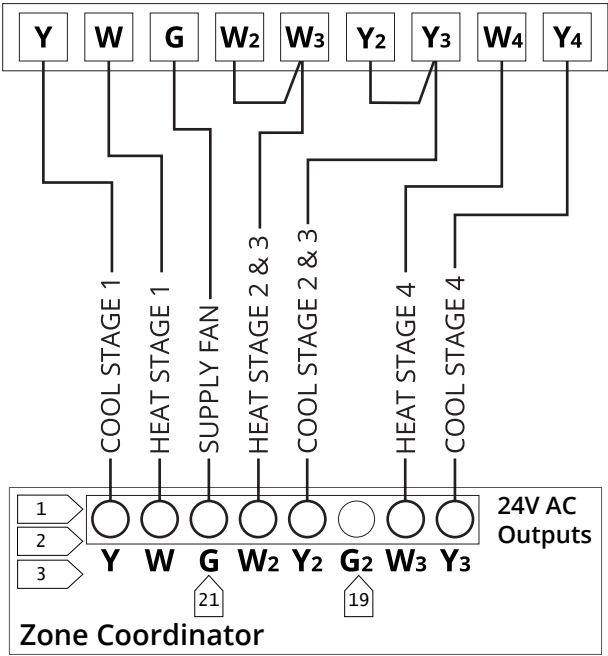 Y W G W2 W3 Y2 Y3 W4 Y4
COOL STAGE 1
HEAT STAGE 1
SUPPLY FAN
HEAT STAGE 2 & 3
COOL STAGE 2 & 3
HEAT STAGE 4
COOL STAGE 4
1
2
3
24V AC
Outputs
Y W G W2 Y2 G2 W3 Y3
21 19
Zone Coordinator